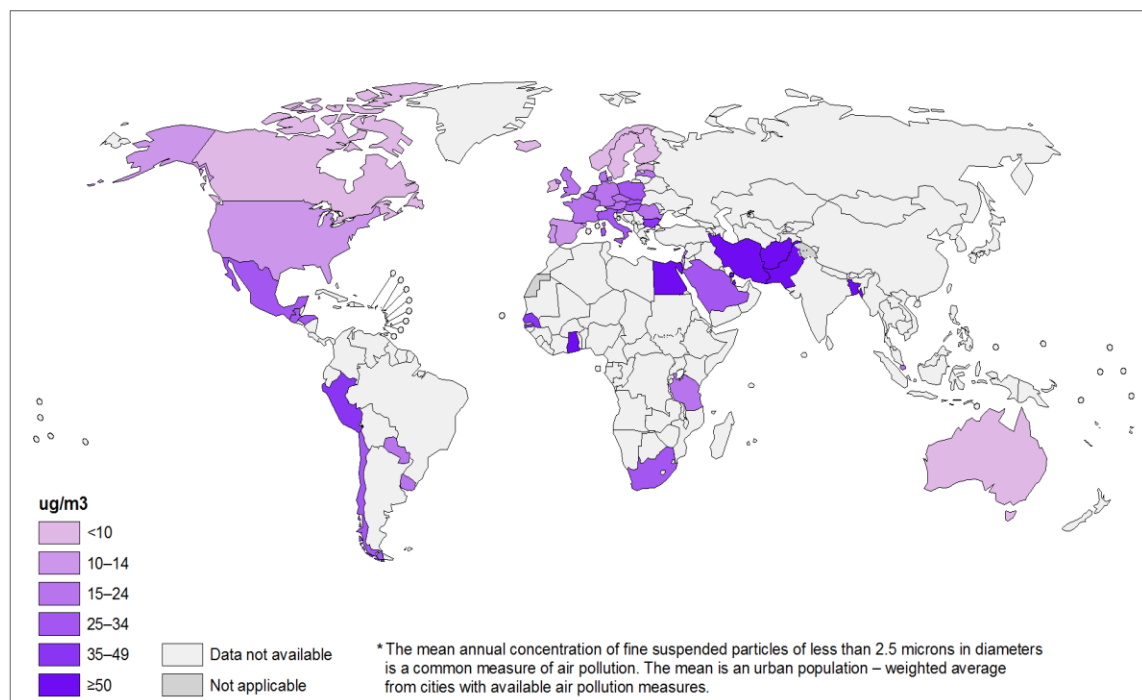 ug/m3
<10
10–14
15–24
25–34
35–49
≥50
Data not available
Not applicable
* The mean annual concentration of fine suspended particles of less than 2.5 microns in diameters
is a common measure of air pollution. The mean is an urban population – weighted average
from cities with available air pollution measures.